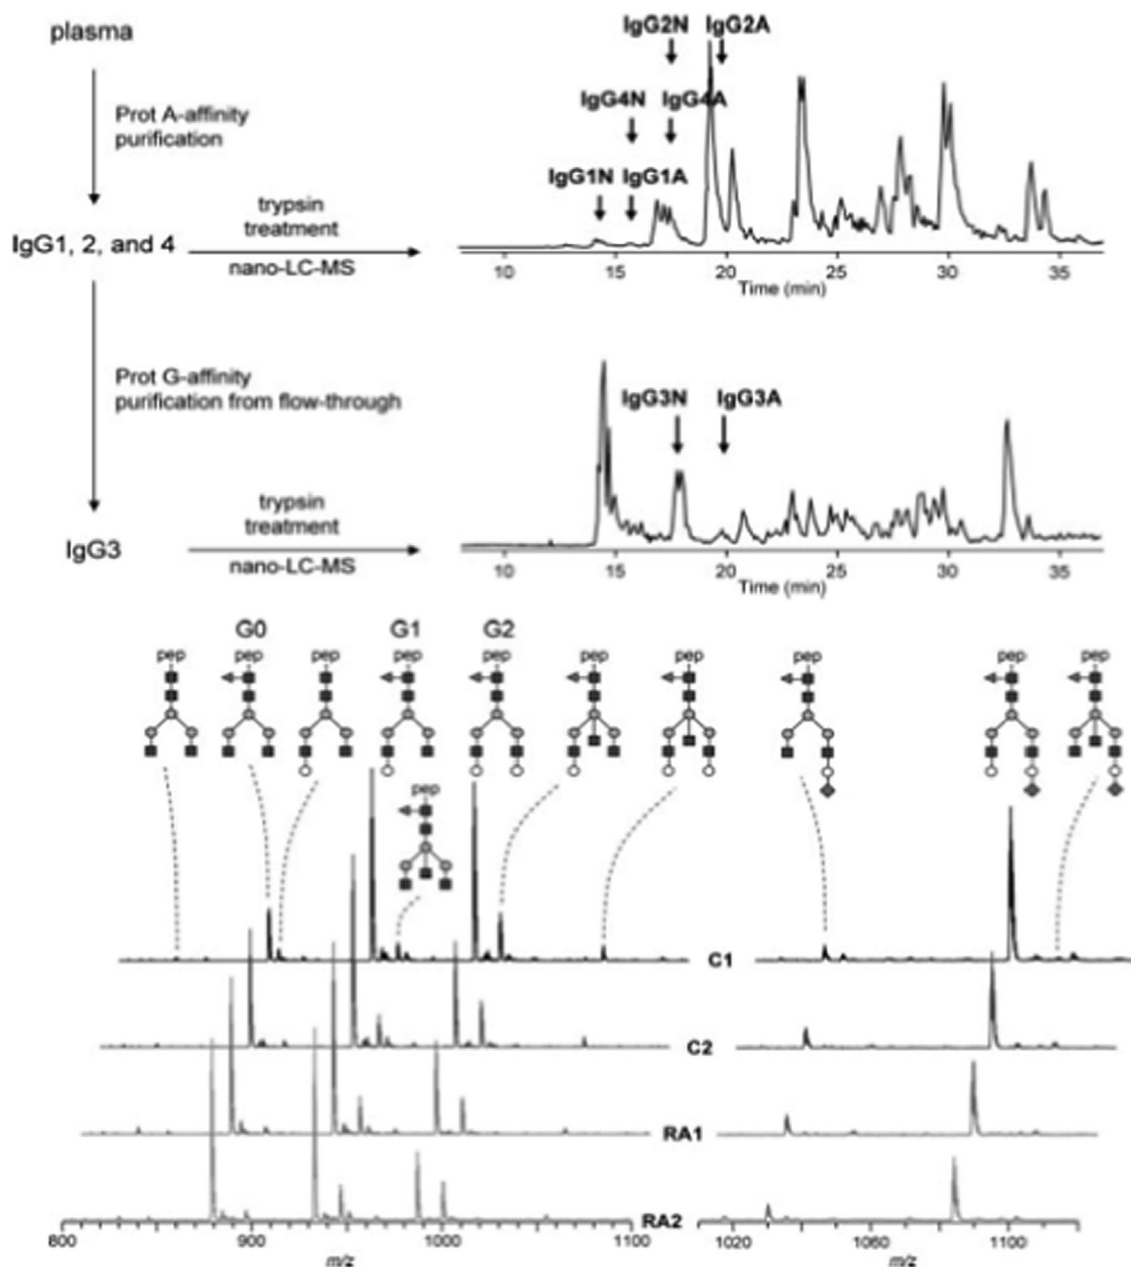 plasma
Prot A-affinity
purification
IgG1, 2, and 4
trypsin
treatment
nano-LC-MS
IgG2N IgG2A
IgG4N IgG4A
IgG1N IgG1A
10 15 20 25 30 35
Time (min)
Prot G-affinity
purification from flow-through
IgG3
trypsin
treatment
nano-LC-MS
IgG3N IgG3A
10 15 20 25 30 35
Time (min)
G0 G1 G2
pep pep pep pep pep pep pep pep pep pep
pep
C1
C2
RA1
RA2
800 900 1000 1100
m/z
1020 1060 1100
m/z